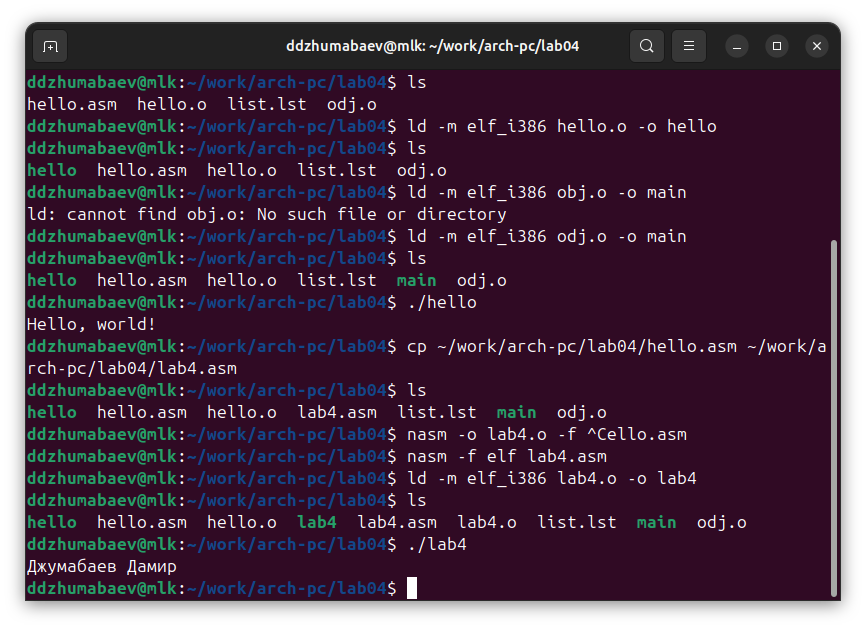 ddzhumabaev@mlk: ~/work/arch-pc/lab04
ddzhumabaev@mlk:~/work/arch-pc/lab04$ ls
hello.asm  hello.o  list.lst  odj.o
ddzhumabaev@mlk:~/work/arch-pc/lab04$ ld -m elf_i386 hello.o -o hello
ddzhumabaev@mlk:~/work/arch-pc/lab04$ ls
hello  hello.asm  hello.o  list.lst  odj.o
ddzhumabaev@mlk:~/work/arch-pc/lab04$ ld -m elf_i386 obj.o -o main
ld: cannot find obj.o: No such file or directory
ddzhumabaev@mlk:~/work/arch-pc/lab04$ ld -m elf_i386 odj.o -o main
ddzhumabaev@mlk:~/work/arch-pc/lab04$ ls
hello  hello.asm  hello.o  list.lst  main  odj.o
ddzhumabaev@mlk:~/work/arch-pc/lab04$ ./hello
Hello, world!
ddzhumabaev@mlk:~/work/arch-pc/lab04$ cp ~/work/arch-pc/lab04/hello.asm ~/work/a
rch-pc/lab04/lab4.asm
ddzhumabaev@mlk:~/work/arch-pc/lab04$ ls
hello  hello.asm  hello.o  lab4.asm  list.lst  main  odj.o
ddzhumabaev@mlk:~/work/arch-pc/lab04$ nasm -o lab4.o -f ^Cello.asm
ddzhumabaev@mlk:~/work/arch-pc/lab04$ nasm -f elf lab4.asm
ddzhumabaev@mlk:~/work/arch-pc/lab04$ ld -m elf_i386 lab4.o -o lab4
ddzhumabaev@mlk:~/work/arch-pc/lab04$ ls
hello  hello.asm  hello.o  lab4  lab4.asm  lab4.o  list.lst  main  odj.o
ddzhumabaev@mlk:~/work/arch-pc/lab04$ ./lab4
Джумабаев Дамир
ddzhumabaev@mlk:~/work/arch-pc/lab04$